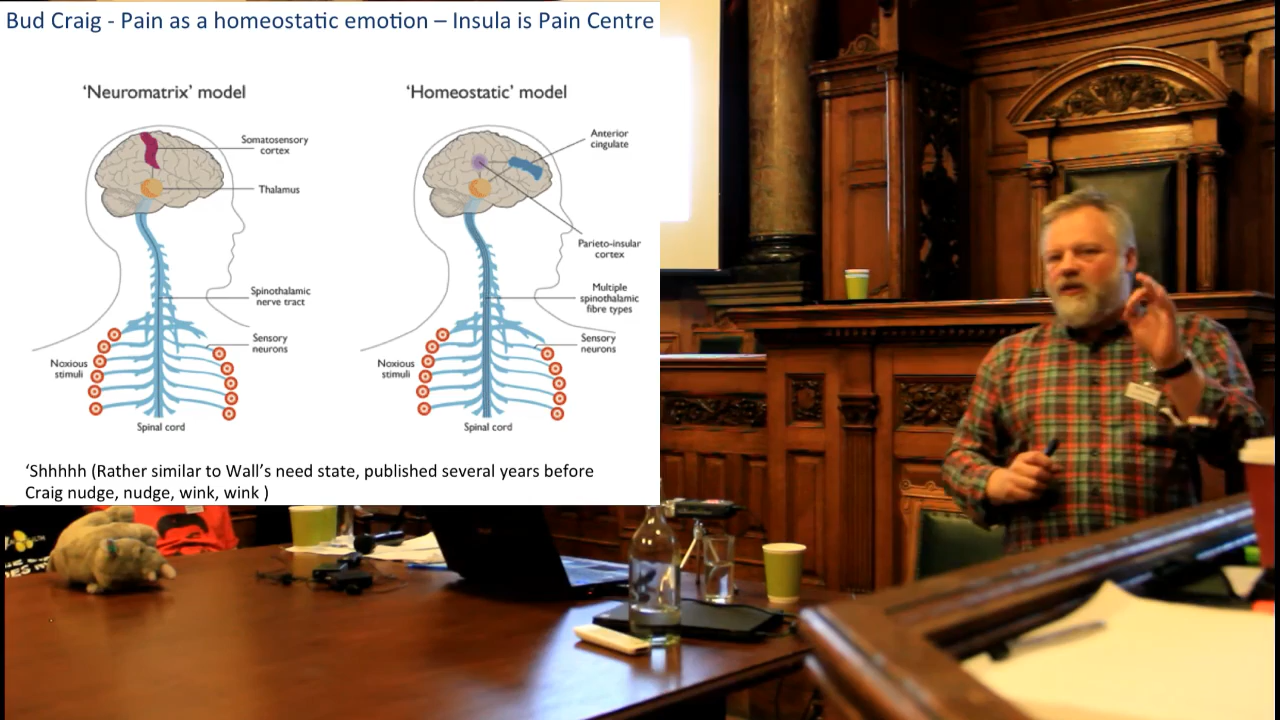 Bud Craig - Pain as a homeostatic emotion – Insula is Pain Centre
‘Neuromatrix’ model
Somatosensory
cortex
Thalamus
Spinothalamic
nerve tract
Sensory
neurons
Noxious
stimuli
Spinal cord
‘Homeostatic’ model
Anterior
cingulate
Parieto-insular
cortex
Multiple
spinothalamic
fibre types
Sensory
neurons
Noxious
stimuli
Spinal cord
‘Shhhhh (Rather similar to Wall’s need state, published several years before
Craig nudge, nudge, wink, wink )